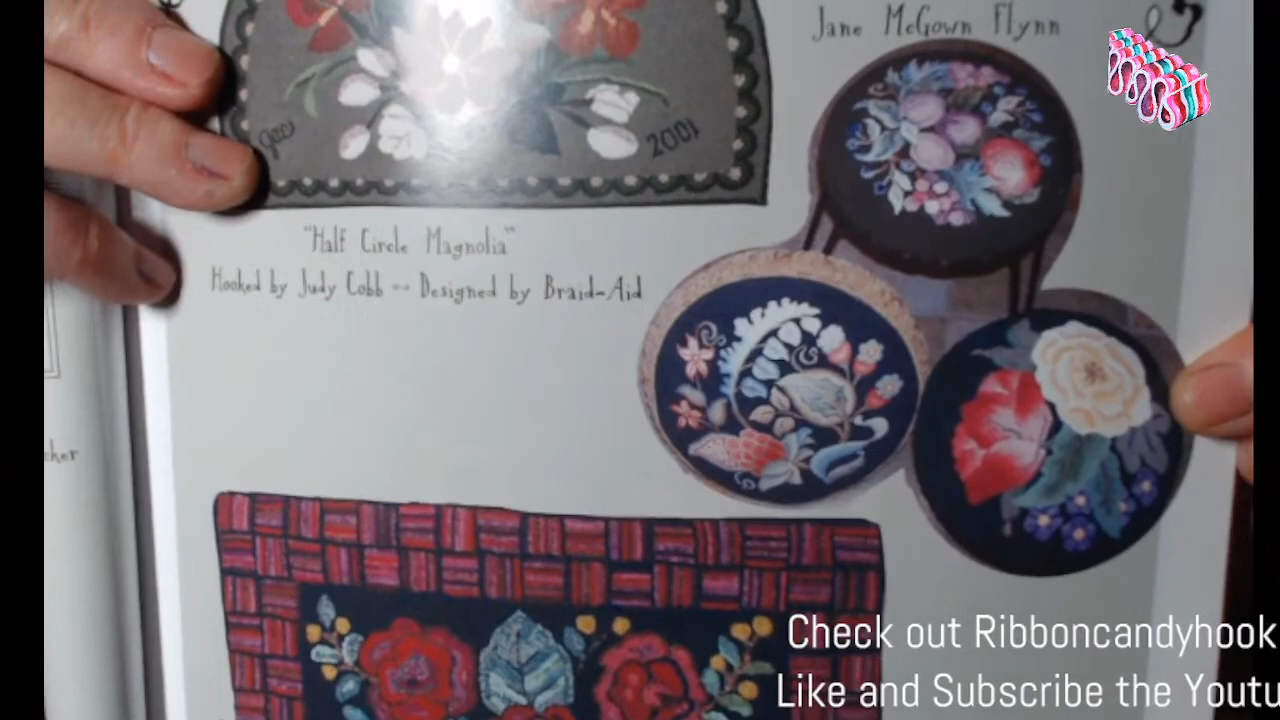 Jane McGown Flynn
2001
"Half Circle Magnolia"
Hooked by Judy Cobb ~ Designed by Braid-Aid
Check out Ribboncandyhook
Like and Subscribe the Youtu